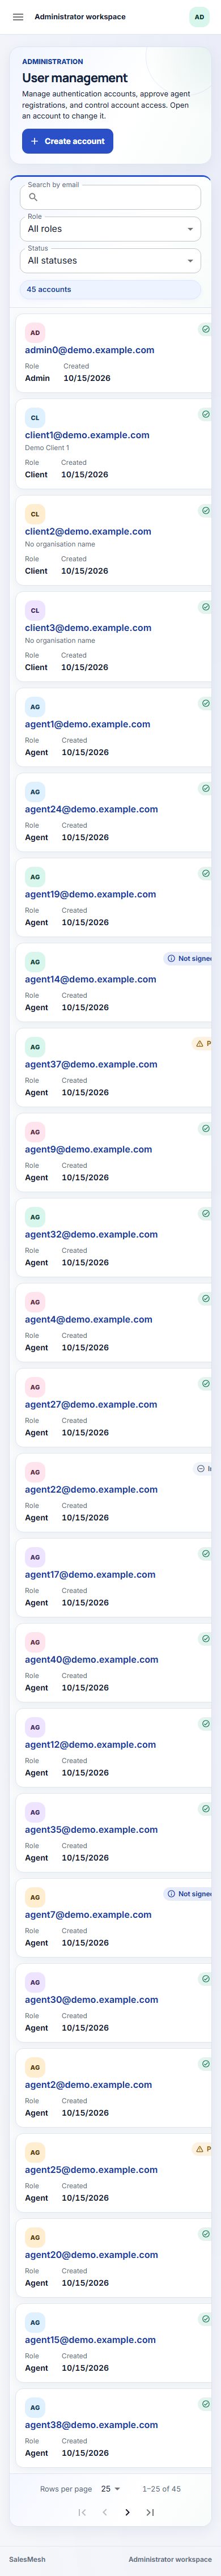 Administrator workspace
AD
ADMINISTRATION
User management
Manage authentication accounts, approve agent
registrations, and control account access. Open
an account to change it.
Create account
Search by email
Role
All roles
Status
All statuses
45 accounts
AD
admin0@demo.example.com
Role Created
Admin 10/15/2026
CL
client1@demo.example.com
Demo Client 1
Role Created
Client 10/15/2026
CL
client2@demo.example.com
No organisation name
Role Created
Client 10/15/2026
CL
client3@demo.example.com
No organisation name
Role Created
Client 10/15/2026
AG
agent1@demo.example.com
Role Created
Agent 10/15/2026
AG
agent24@demo.example.com
Role Created
Agent 10/15/2026
AG
agent19@demo.example.com
Role Created
Agent 10/15/2026
AG Not signed
agent14@demo.example.com
Role Created
Agent 10/15/2026
AG P
agent37@demo.example.com
Role Created
Agent 10/15/2026
AG
agent9@demo.example.com
Role Created
Agent 10/15/2026
AG
agent32@demo.example.com
Role Created
Agent 10/15/2026
AG
agent4@demo.example.com
Role Created
Agent 10/15/2026
AG
agent27@demo.example.com
Role Created
Agent 10/15/2026
AG
agent22@demo.example.com
Role Created
Agent 10/15/2026
AG
agent17@demo.example.com
Role Created
Agent 10/15/2026
AG
agent40@demo.example.com
Role Created
Agent 10/15/2026
AG
agent12@demo.example.com
Role Created
Agent 10/15/2026
AG
agent35@demo.example.com
Role Created
Agent 10/15/2026
AG Not signed
agent7@demo.example.com
Role Created
Agent 10/15/2026
AG
agent30@demo.example.com
Role Created
Agent 10/15/2026
AG
agent2@demo.example.com
Role Created
Agent 10/15/2026
AG P
agent25@demo.example.com
Role Created
Agent 10/15/2026
AG
agent20@demo.example.com
Role Created
Agent 10/15/2026
AG
agent15@demo.example.com
Role Created
Agent 10/15/2026
AG
agent38@demo.example.com
Role Created
Agent 10/15/2026
Rows per page 25 1–25 of 45
SalesMesh Administrator workspace